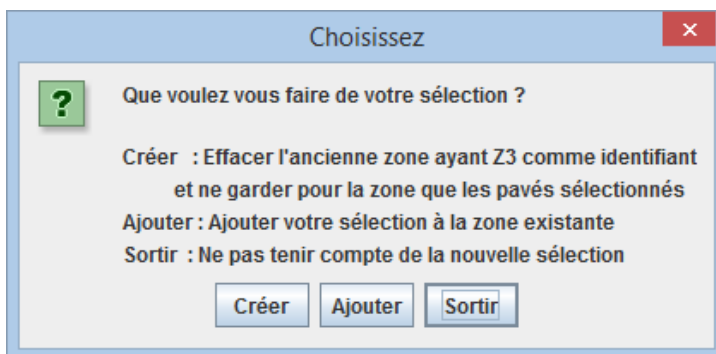 Choisissez
×
?
Que voulez vous faire de votre sélection ?
Créer : Effacer l'ancienne zone ayant Z3 comme identifiant
et ne garder pour la zone que les pavés sélectionnés
Ajouter : Ajouter votre sélection à la zone existante
Sortir : Ne pas tenir compte de la nouvelle sélection
Créer Ajouter Sortir